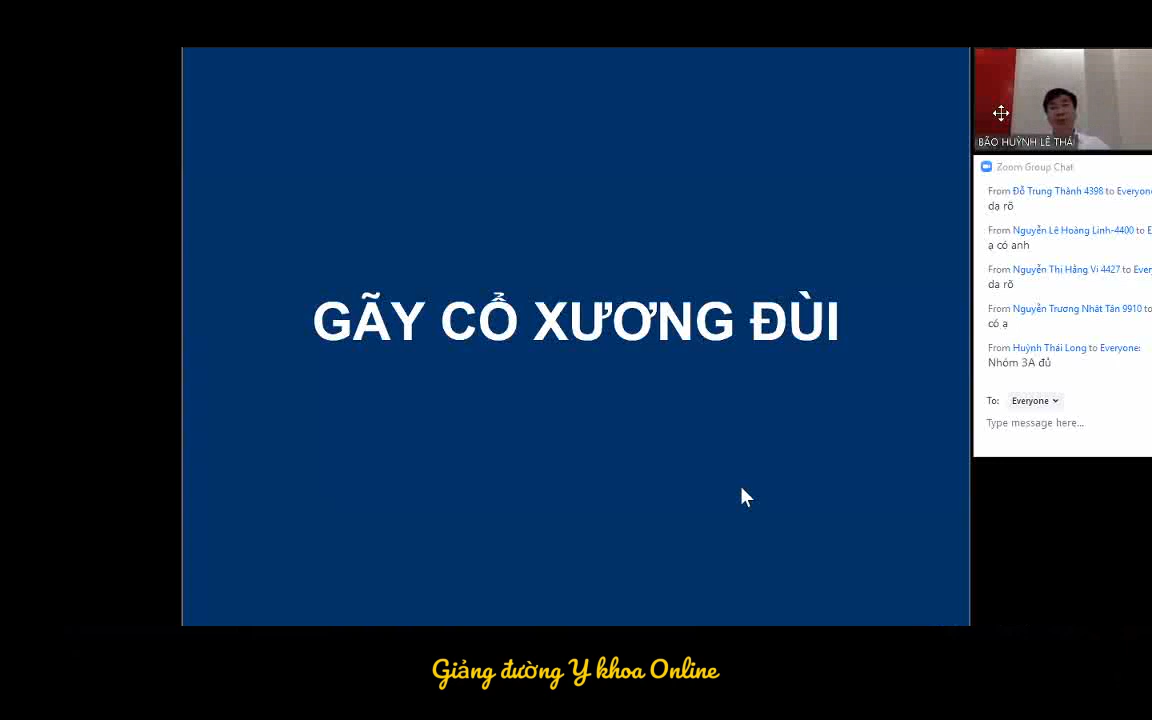 GÃY CỔ XƯƠNG ĐÙI
BẢO HUỲNH LÊ THÁI
Zoom Group Chat
From Đỗ Trung Thành 4398 to Everyone
dạ rõ
From Nguyễn Lê Hoàng Linh-4400 to E
ạ có anh
From Nguyễn Thị Hằng Vi 4427 to Ever
dạ rõ
From Nguyễn Trương Nhật Tân 9910 to
có ạ
From Huỳnh Thái Long to Everyone:
Nhóm 3A đủ
To: Everyone
Type message here...
Giảng đường Y khoa Online